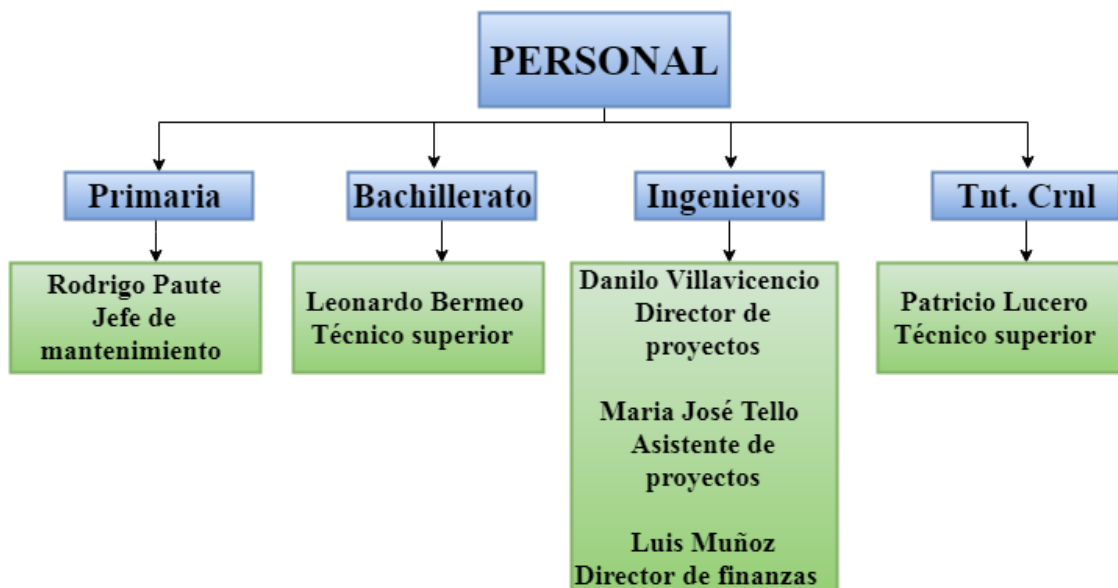 PERSONAL
Primaria
Bachillerato
Ingenieros
Tnt. Crnl
Rodrigo Paute
Jefe de
mantenimiento
Leonardo Bermeo
Técnico superior
Danilo Villavicencio
Director de
proyectos
Maria José Tello
Asistente de
proyectos
Luis Muñoz
Director de finanzas
Patricio Lucero
Técnico superior